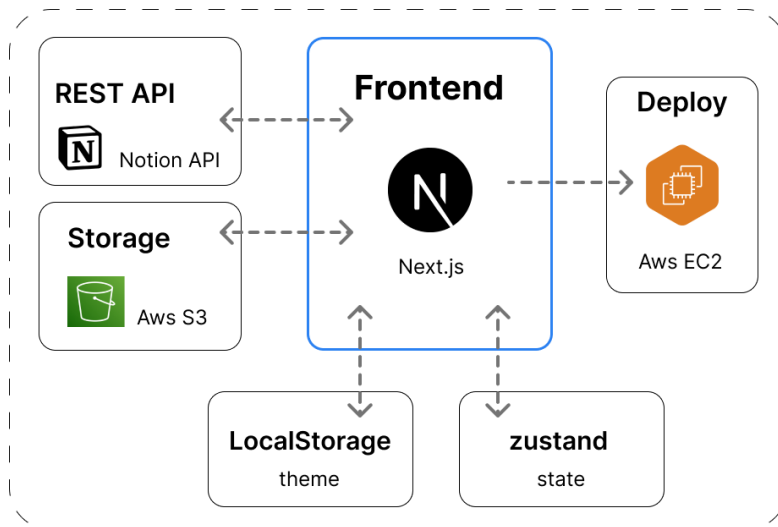 REST API
Notion API
Storage
Aws S3
Frontend
Next.js
Deploy
Aws EC2
LocalStorage
theme
zustand
state